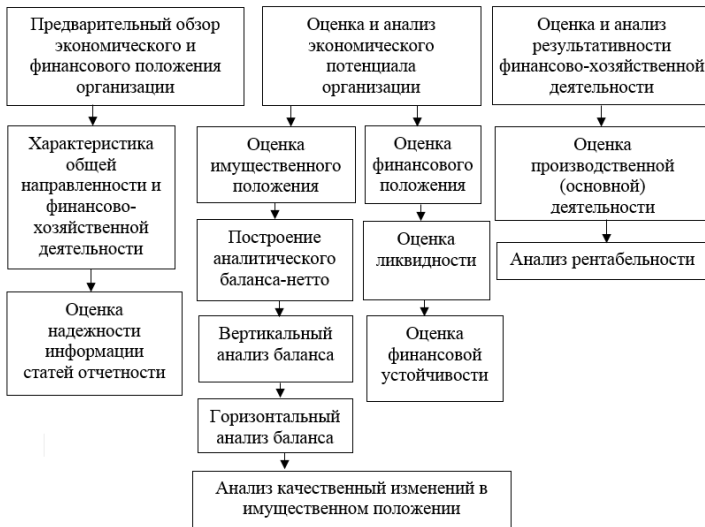 Предварительный обзор
экономического и
финансового положения
организации
Оценка и анализ
экономического
потенциала
организации
Оценка и анализ
результативности
финансово-хозяйственной
деятельности
Характеристика
общей
направленности и
финансово-
хозяйственной
деятельности
Оценка
имущественного
положения
Оценка
финансового
положения
Оценка
производственной
(основной)
деятельности
Построение
аналитического
баланса-нетто
Оценка
ликвидности
Анализ рентабельности
Оценка
надежности
информации
статей отчетности
Вертикальный
анализ баланса
Оценка
финансовой
устойчивости
Горизонтальный
анализ баланса
Анализ качественный изменений в
имущественном положении